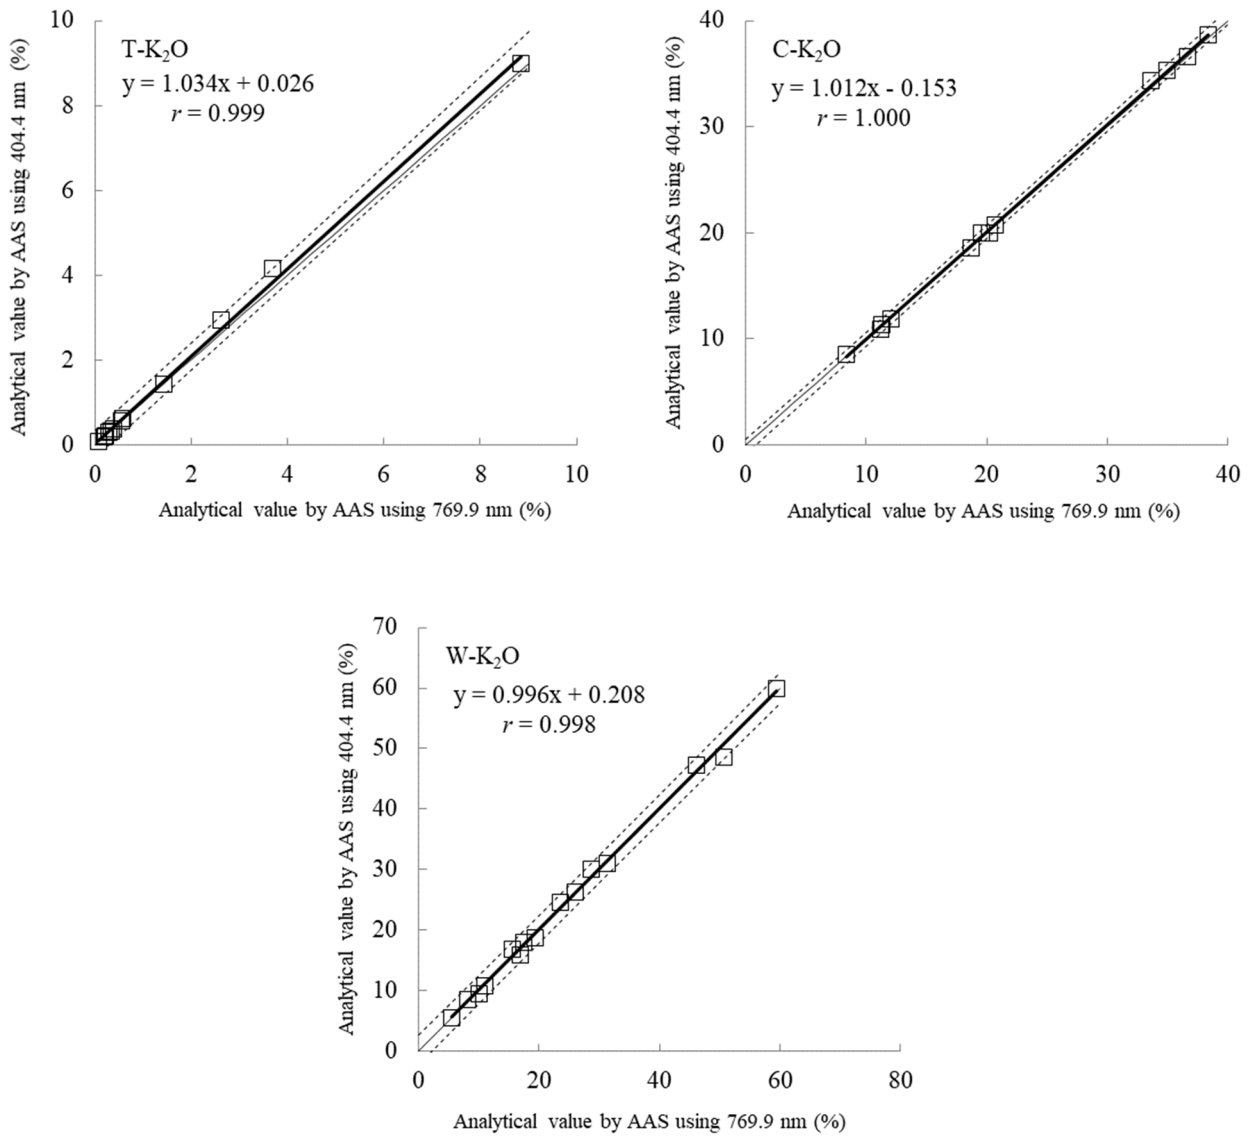 T-K₂O
y = 1.034x + 0.026
r = 0.999
Analytical value by AAS using 404.4 nm (%)
10
8
6
4
2
0
0 2 4 6 8 10
Analytical value by AAS using 769.9 nm (%)
C-K₂O
y = 1.012x - 0.153
r = 1.000
Analytical value by AAS using 404.4 nm (%)
40
30
20
10
0
0 10 20 30 40
Analytical value by AAS using 769.9 nm (%)
W-K₂O
y = 0.996x + 0.208
r = 0.998
Analytical value by AAS using 404.4 nm (%)
70
60
50
40
30
20
10
0
0 20 40 60 80
Analytical value by AAS using 769.9 nm (%)